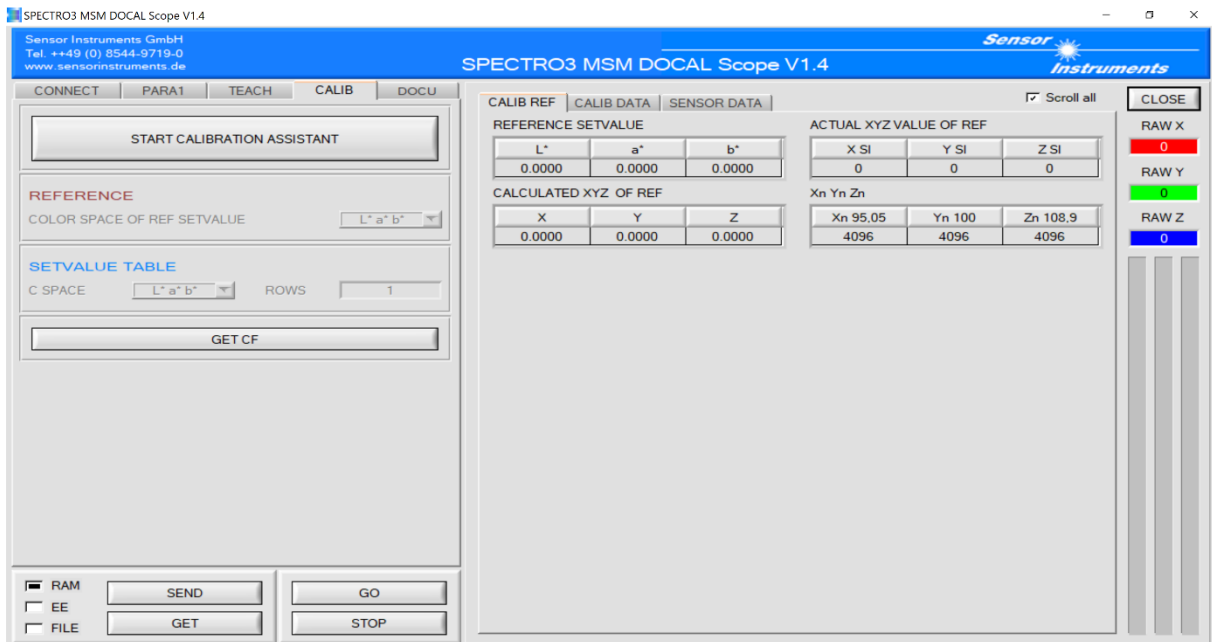 SPECTRO3 MSM DOCAL Scope V1.4
Sensor Instruments GmbH
Tel. ++49 (0) 8544-9719-0
www.sensorinstruments.de
SPECTRO3 MSM DOCAL Scope V1.4
Sensor
Instruments
CONNECT PARA1 TEACH CALIB DOCU
START CALIBRATION ASSISTANT
REFERENCE
COLOR SPACE OF REF SETVALUE L* a* b*
SETVALUE TABLE
C SPACE L* a* b* ROWS 1
GET CF
RAM
EE
FILE
SEND
GET
GO
STOP
CALIB REF CALIB DATA SENSOR DATA
Scroll all
REFERENCE SETVALUE
L* a* b*
0.0000 0.0000 0.0000
ACTUAL XYZ VALUE OF REF
X SI Y SI Z SI
0 0 0
CALCULATED XYZ OF REF
X Y Z
0.0000 0.0000 0.0000
Xn Yn Zn
Xn 95,05 Yn 100 Zn 108,9
4096 4096 4096
CLOSE
RAW X
0
RAW Y
0
RAW Z
0